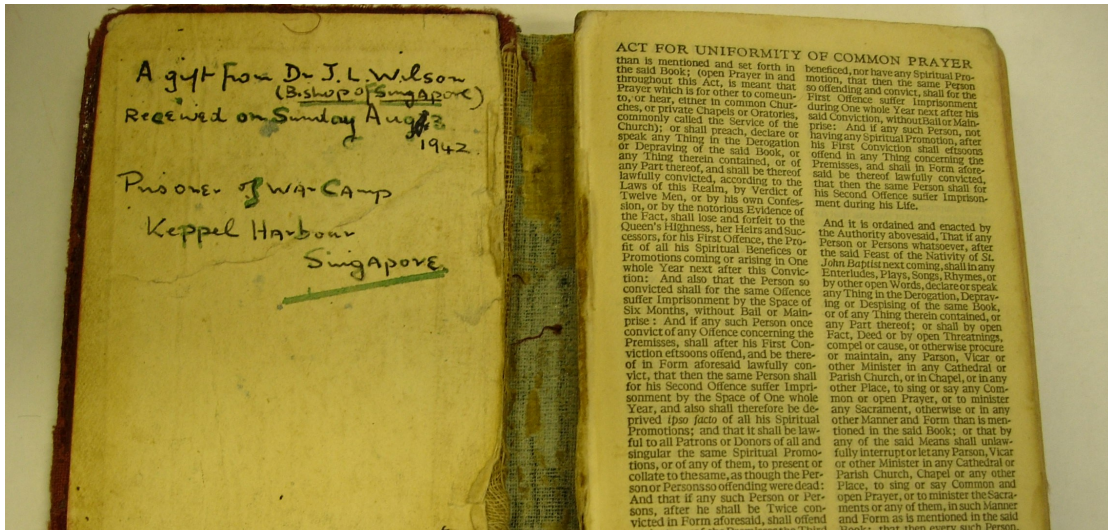 A gift from Dr J. L. Wilson
(Bishop of Singapore)
Received on Sunday Aug
1942
Prisoner of War Camp
Keppel Harbour
Singapore
ACT FOR UNIFORMITY OF COMMON PRAYER
than is mentioned and set forth in
the said Book; (open Prayer in and
throughout this Act, is meant that
Prayer which is for other to comeun-
to, or hear, either in common Chur-
ches, or private Chapels or Oratories,
commonly called the Service of the
Church); or shall preach, declare or
speak any Thing in the Derogation
or Depraving of the said Book, or
any Thing therein contained, or of
any Part thereof, and shall be thereof
lawfully convicted, according to the
Laws of this Realm, by Verdict of
Twelve Men, or by his own Confes-
sion, or by the notorious Evidence of
the Fact, shall lose and forfeit to the
Queen's Highness, her Heirs and Suc-
cessors, for his First Offence, the Pro-
fit of all his Spiritual Benefices or
Promotions coming or arising in One
whole Year next after this Convic-
tion: And also that the Person so
convicted shall for the same Offence
suffer Imprisonment by the Space of
Six Months, without Bail or Main-
prise: And if any such Person once
convict of any Offence concerning the
Premisses, shall after his First Con-
viction eftsoons offend, and be there-
of in Form aforesaid lawfully con-
vict, that then the same Person shall
for his Second Offence suffer Impri-
sonment by the Space of One whole
Year, and also shall therefore be de-
prived ipso facto of all his Spiritual
Promotions; and that it shall be law-
ful to all Patrons or Donors of all and
singular the same Spiritual Promo-
tions, or of any of them, to present or
collate to the same, as though the Per-
son or Persons so offending were dead:
And that if any such Person or Per-
sons, after he shall be Twice con-
victed in Form aforesaid, shall offend
beneficed, nor have any Spiritual Pro-
motion, that then the same Person
so offending and convict, shall for the
First Offence suffer Imprisonment
during One whole Year next after his
said Conviction, without Bail or Main-
prise: And if any such Person, not
having any Spiritual Promotion, after
his First Conviction shall eftsoons
offend in any Thing concerning the
Premisses, and shall in Form afore-
said be thereof lawfully convicted,
that then the same Person shall for
his Second Offence suffer Imprison-
ment during his Life.
And it is ordained and enacted by
the Authority abovesaid, That if any
Person or Persons whatsoever, after
the said Feast of the Nativity of St.
John Baptist next coming, shall in any
Enterludes, Plays, Songs, Rhymes, or
by other open Words, declare or speak
any Thing in the Derogation, Deprav-
ing or Despising of the same Book,
or of any Thing therein contained, or
any Part thereof; or shall by open
Fact, Deed or by open Threatnings,
compel or cause, or otherwise procure
or maintain, any Parson, Vicar or
other Minister in any Cathedral or
Parish Church, or in Chapel, or in any
other Place, to sing or say any Com-
mon or open Prayer, or to minister
any Sacrament, otherwise or in any
other Manner and Form than is men-
tioned in the said Book; or that by
any of the said Means shall unlaw-
fully interrupt or let any Parson, Vicar
or other Minister in any Cathedral or
Parish Church, Chapel or any other
Place, to sing or say Common and
open Prayer, or to minister the Sacra-
ments or any of them, in such Manner
and Form as is mentioned in the said
Book; that then every such Person